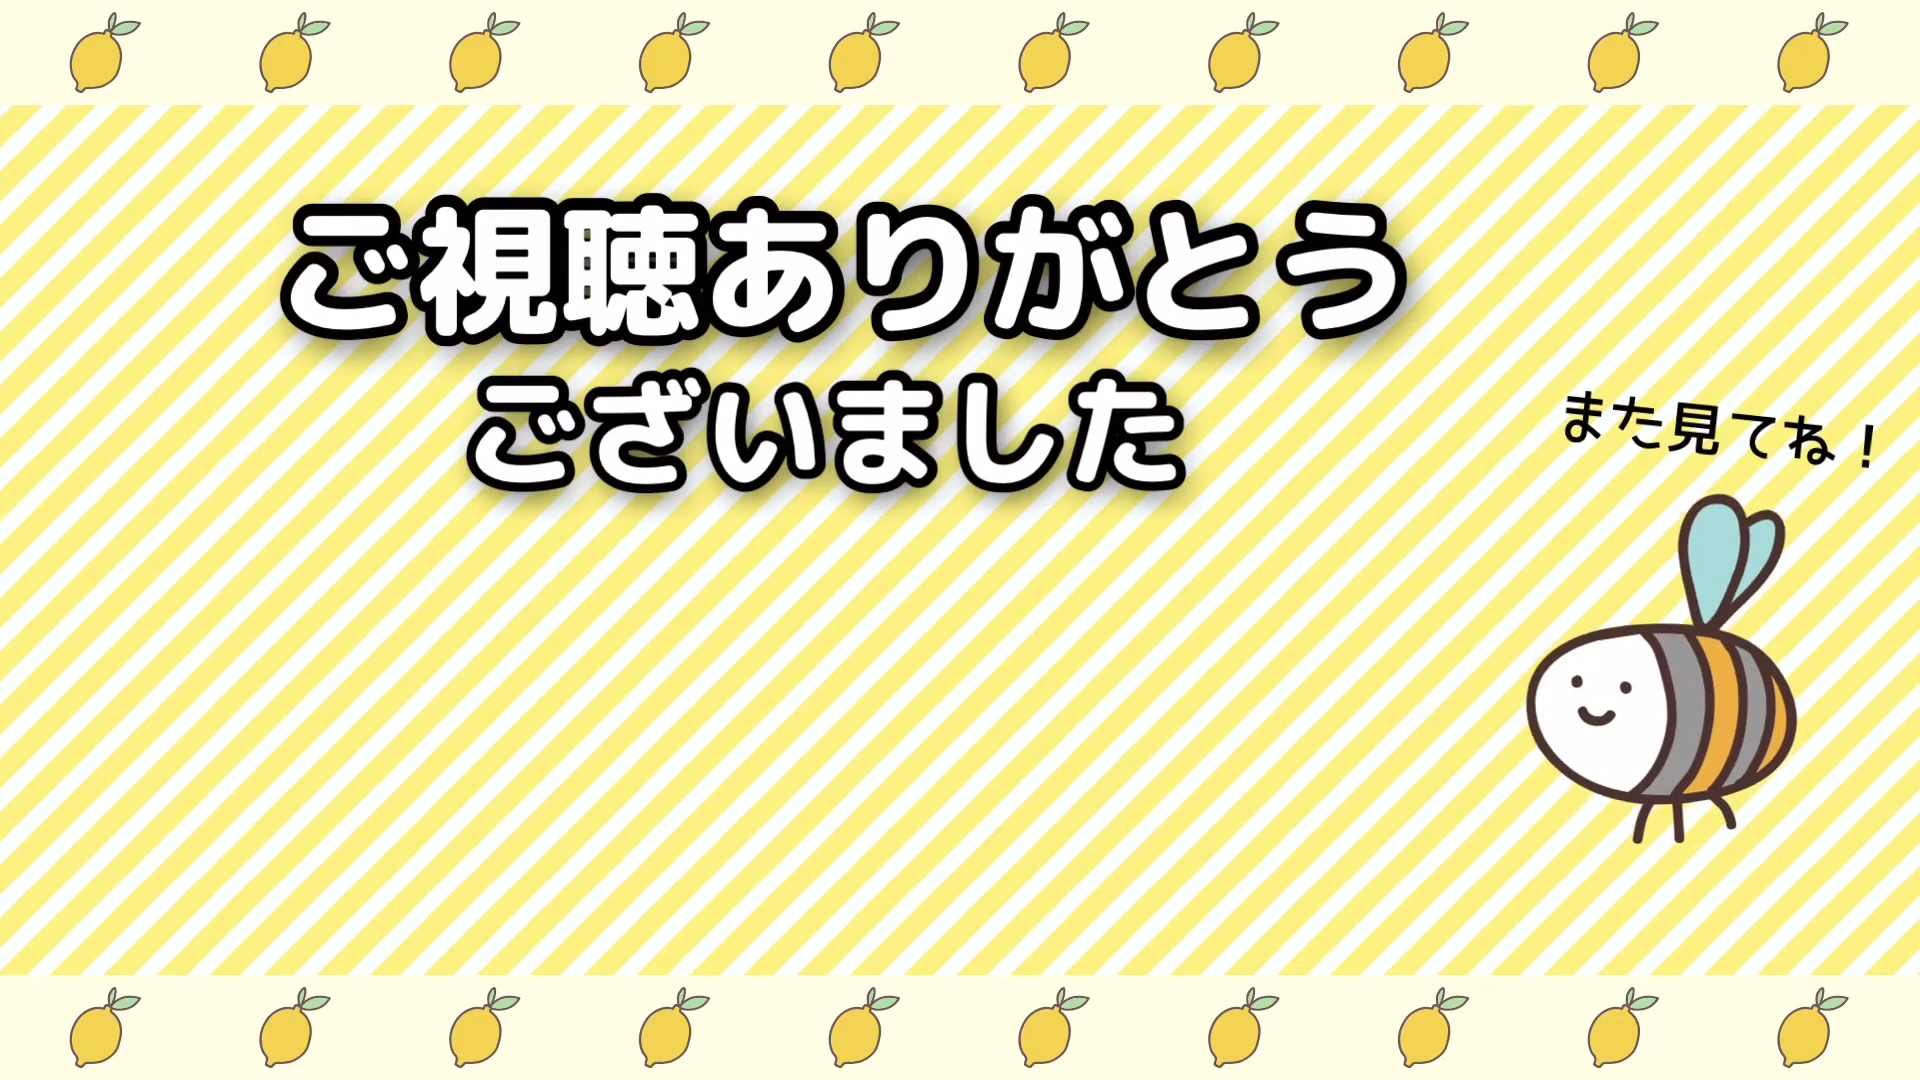 ご視聴ありがとう
ございました
また見てね！